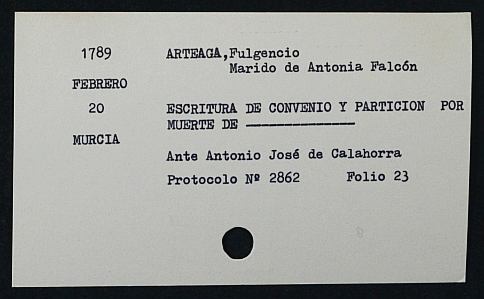 1789 ARTEAGA,Fulgencio
Marido de Antonia Falcón
FEBRERO
20 ESCRITURA DE CONVENIO Y PARTICION POR
MUERTE DE ——————————————
MURCIA
Ante Antonio José de Calahorra
Protocolo Nº 2862 Folio 23